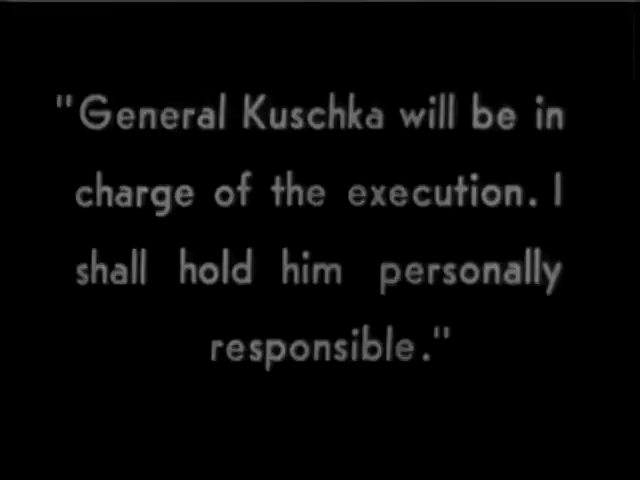 "General Kuschka will be in
charge of the execution. I
shall hold him personally
responsible."